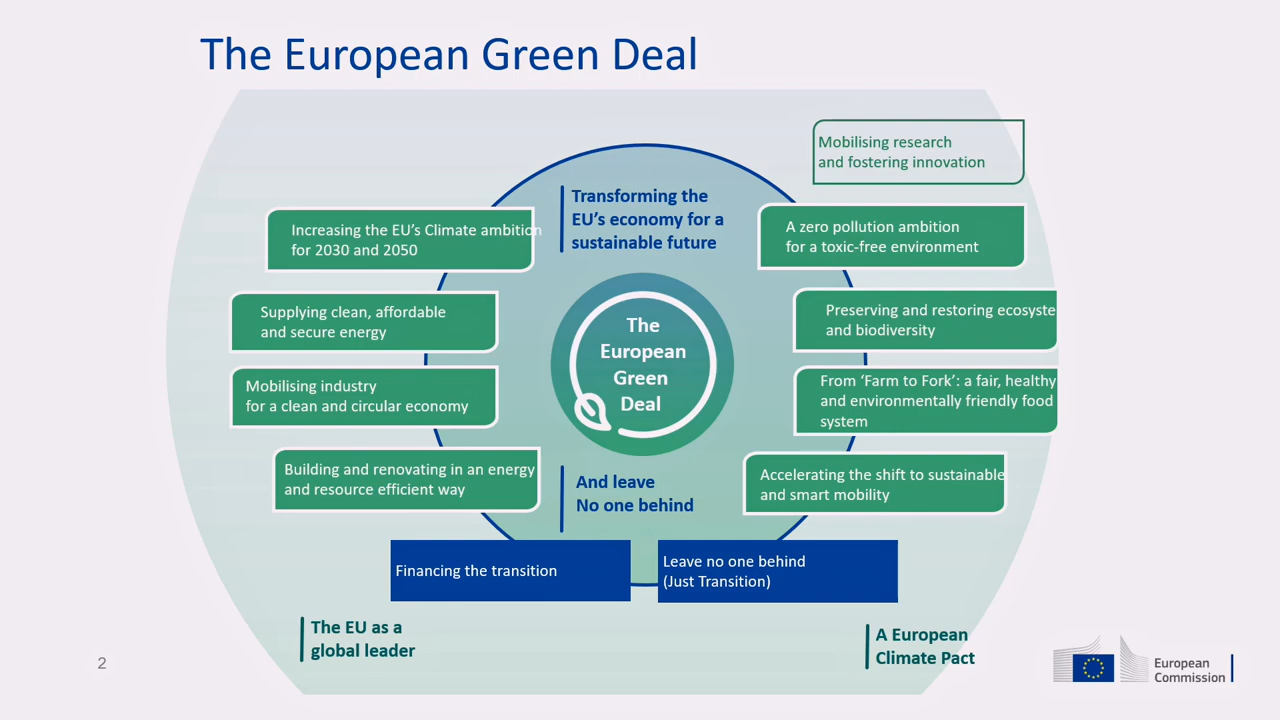 The European Green Deal
Mobilising research
and fostering innovation
Transforming the
EU's economy for a
sustainable future
Increasing the EU's Climate ambition
for 2030 and 2050
A zero pollution ambition
for a toxic-free environment
Supplying clean, affordable
and secure energy
Preserving and restoring ecosyste
and biodiversity
The
European
Green
Deal
Mobilising industry
for a clean and circular economy
From ‘Farm to Fork’: a fair, healthy
and environmentally friendly food
system
Building and renovating in an energy
and resource efficient way
Accelerating the shift to sustainable
and smart mobility
And leave
No one behind
Financing the transition
Leave no one behind
(Just Transition)
The EU as a
global leader
A European
Climate Pact
2
European
Commission